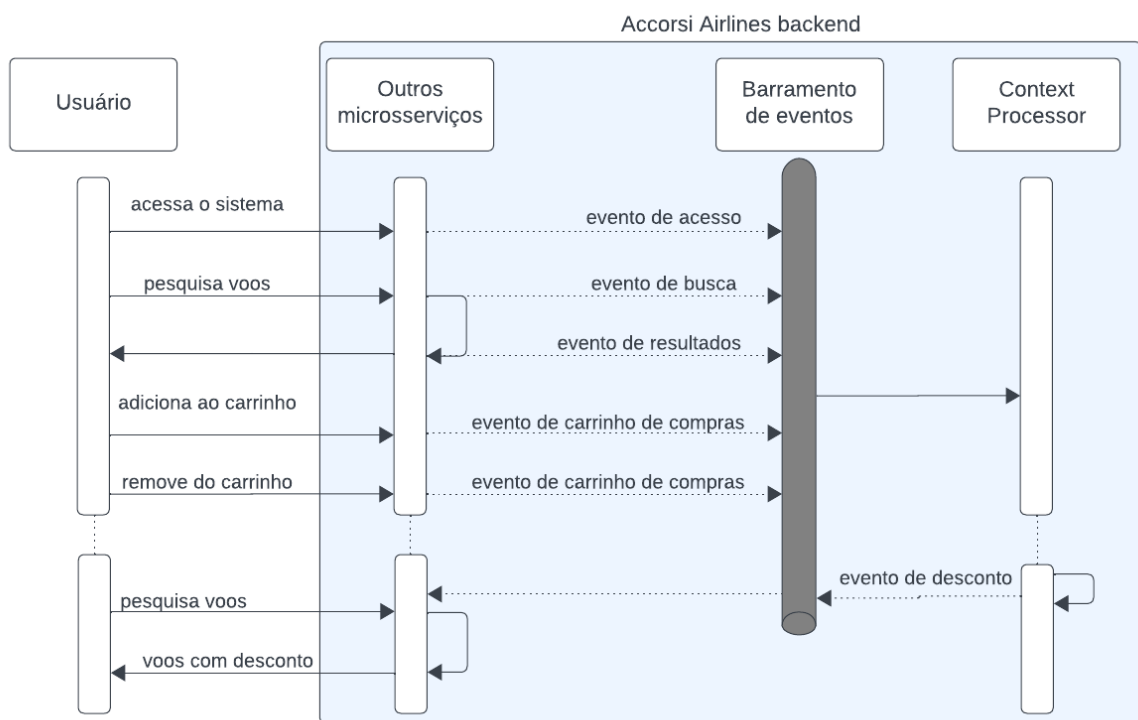 Accorsi Airlines backend
Usuário
Outros
microsserviços
Barramento
de eventos
Context
Processor
acessa o sistema
evento de acesso
pesquisa voos
evento de busca
evento de resultados
adiciona ao carrinho
evento de carrinho de compras
remove do carrinho
evento de carrinho de compras
evento de desconto
pesquisa voos
voos com desconto